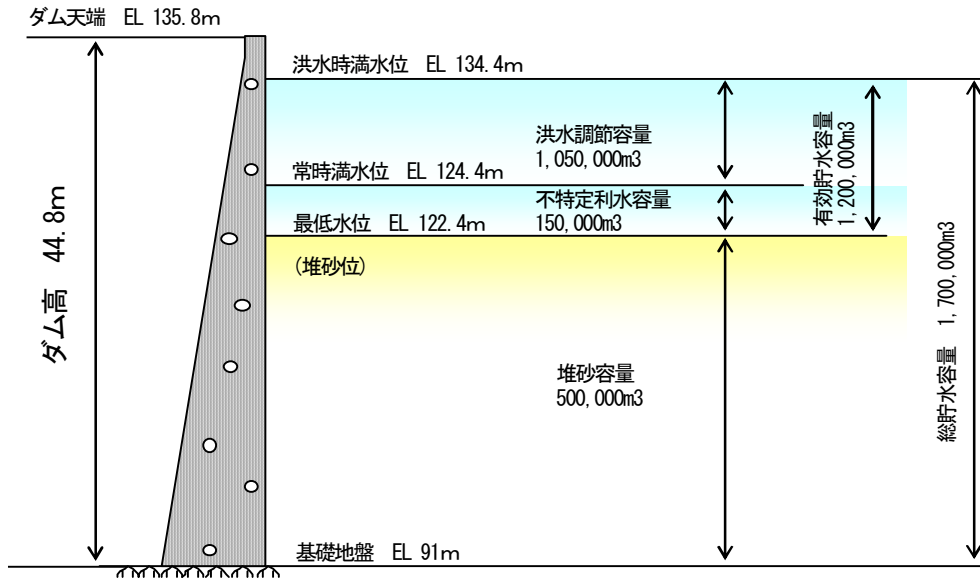 ダム天端　EL 135.8m
洪水時満水位　EL 134.4m
洪水調節容量
1,050,000m3
常時満水位　EL 124.4m
不特定利水容量
150,000m3
最低水位　EL 122.4m
(堆砂位)
有効貯水容量
1,200,000m3
ダム高　44.8m
堆砂容量
500,000m3
総貯水容量　1,700,000m3
基礎地盤　EL 91m